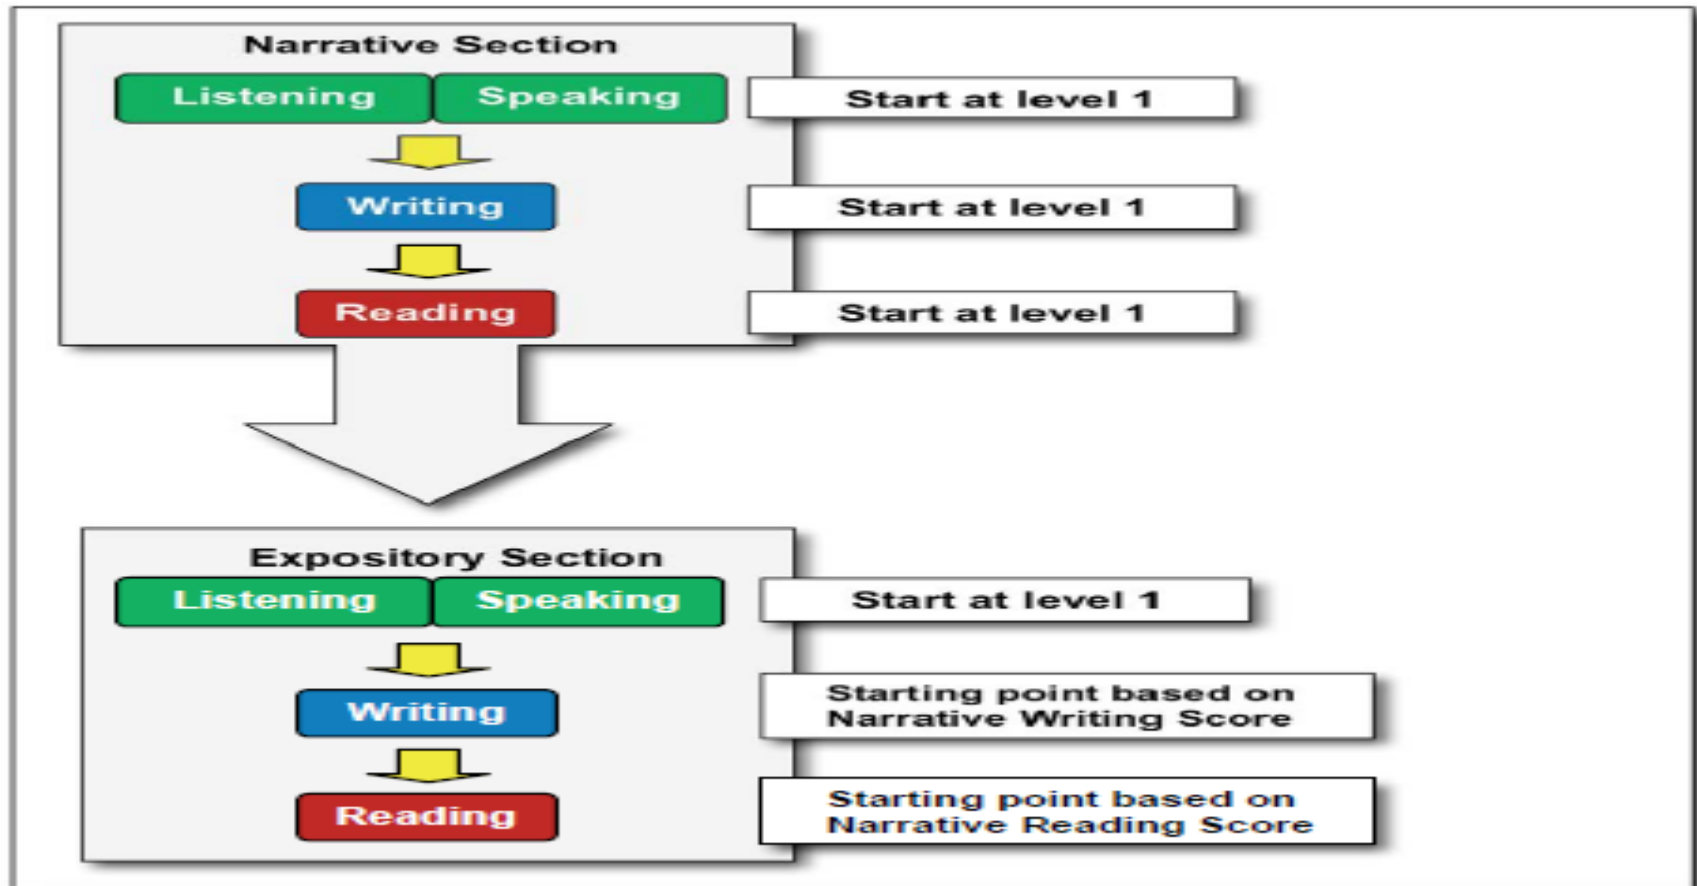 Narrative Section
Listening Speaking Start at level 1
Writing Start at level 1
Reading Start at level 1
Expository Section
Listening Speaking Start at level 1
Writing
Starting point based on
Narrative Writing Score
Reading
Starting point based on
Narrative Reading Score